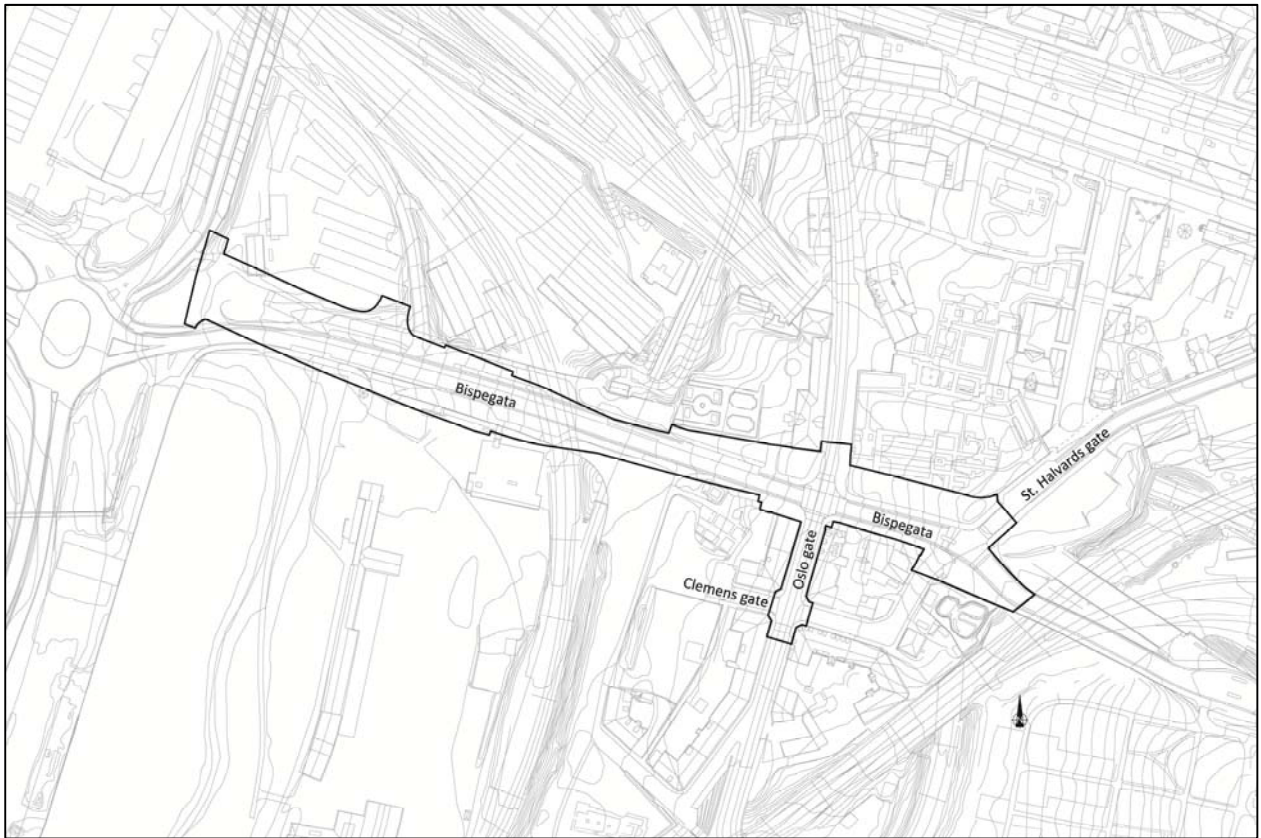 Bispegata
St. Halvards gate
Bispegata
Oslo gate
Clemens gate